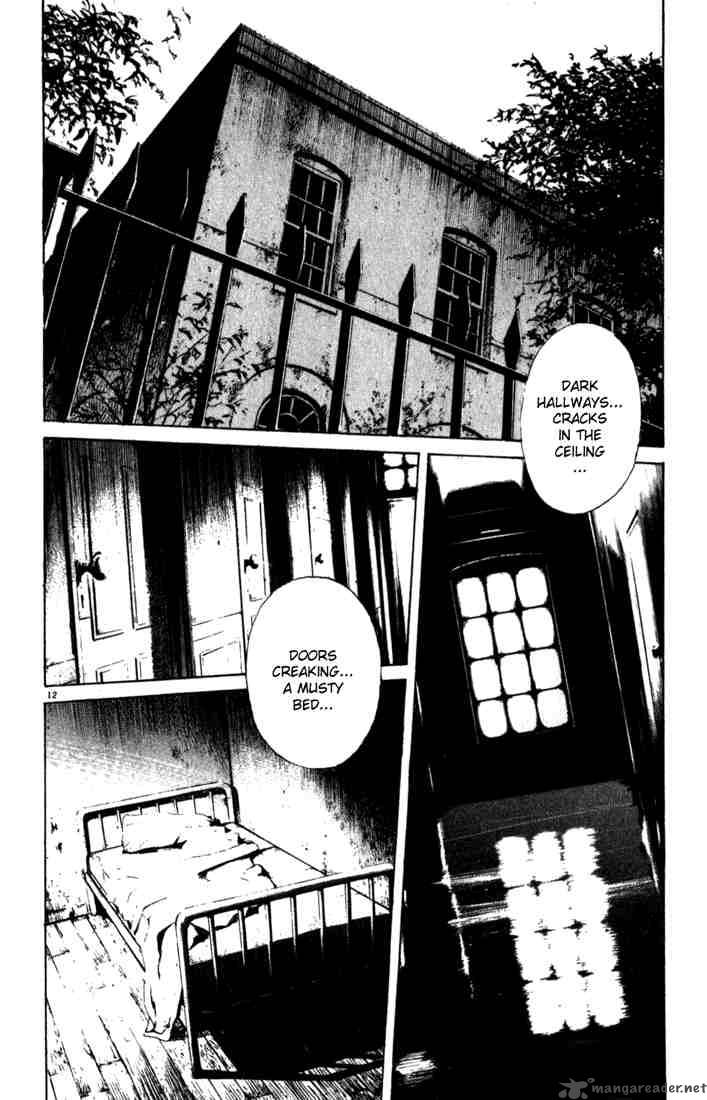 DARK
HALLWAYS...
CRACKS
IN THE
CEILING
...
DOORS
CREAKING...
A MUSTY
BED...
12
mangareader.net